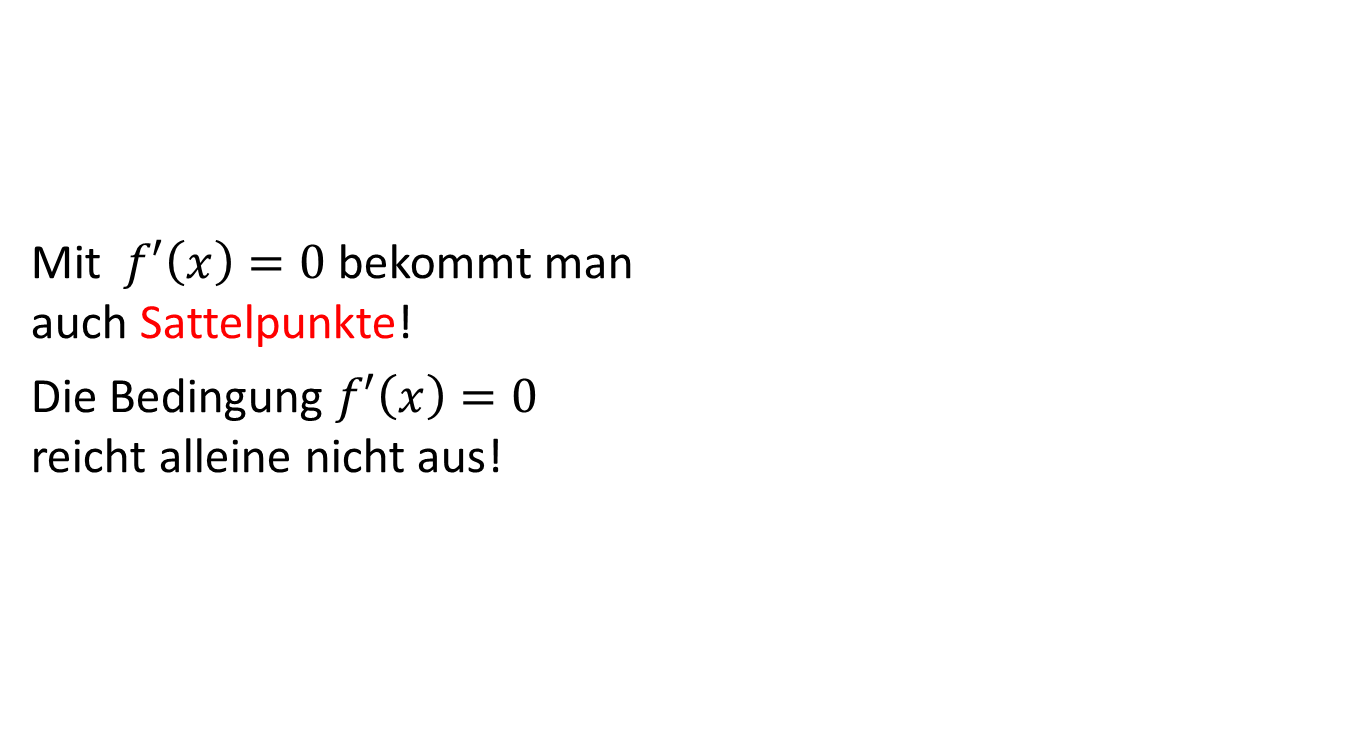 Mit f′(x) = 0 bekommt man
auch Sattelpunkte!
Die Bedingung f′(x) = 0
reicht alleine nicht aus!